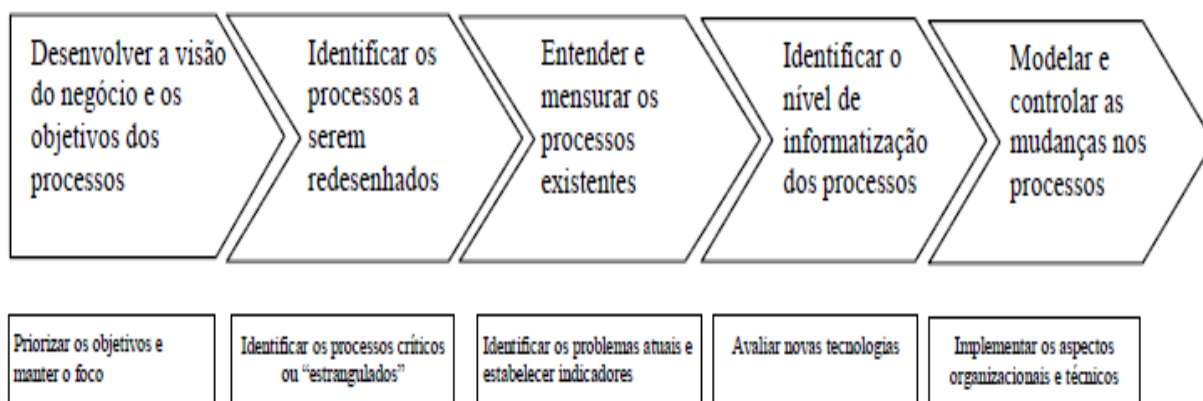 Desenvolver a visão
do negócio e os
objetivos dos
processos
Identificar os
processos a
serem
redesenhados
Entender e
mensurar os
processos
existentes
Identificar o
nível de
informatização
dos processos
Modelar e
controlar as
mudanças nos
processos
Priorizar os objetivos e
manter o foco
Identificar os processos críticos
ou “estrangulados”
Identificar os problemas atuais e
estabelecer indicadores
Avaliar novas tecnologias
Implementar os aspectos
organizacionais e técnicos